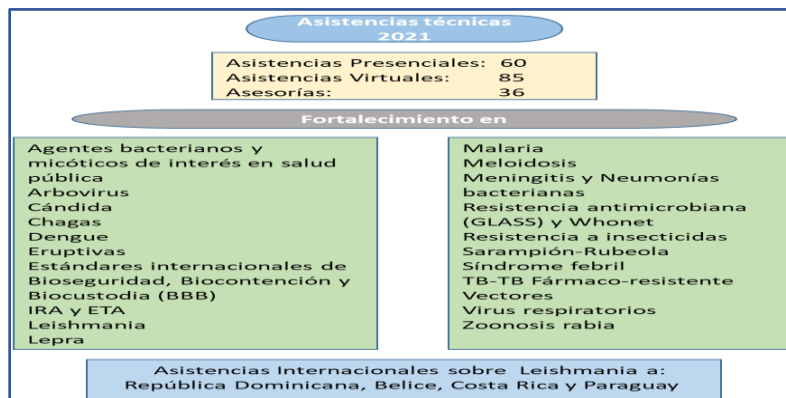 Asistencias técnicas
2021
Asistencias Presenciales: 60
Asistencias Virtuales: 85
Asesorías: 36
Fortalecimiento en
Agentes bacterianos y
micóticos de interés en salud
pública
Arbovirus
Cándida
Chagas
Dengue
Eruptivas
Estándares internacionales de
Bioseguridad, Biocontención y
Biocustodia (BBB)
IRA y ETA
Leishmania
Lepra
Malaria
Meloidosis
Meningitis y Neumonías
bacterianas
Resistencia antimicrobiana
(GLASS) y Whonet
Resistencia a insecticidas
Sarampión-Rubeola
Síndrome febril
TB-TB Fármaco-resistente
Vectores
Virus respiratorios
Zoonosis rabia
Asistencias Internacionales sobre Leishmania a:
República Dominicana, Belice, Costa Rica y Paraguay